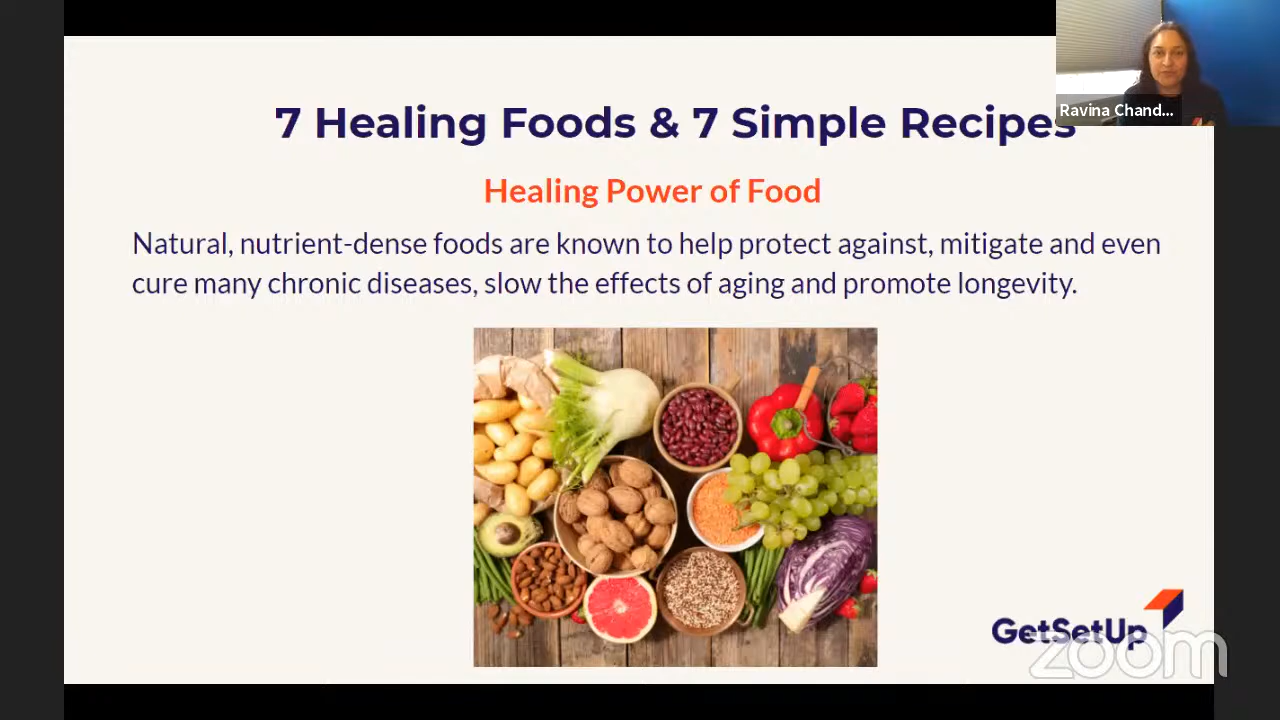 Ravina Chand...
7 Healing Foods & 7 Simple Recipes
Healing Power of Food
Natural, nutrient-dense foods are known to help protect against, mitigate and even
cure many chronic diseases, slow the effects of aging and promote longevity.
GetSetUp
zoom